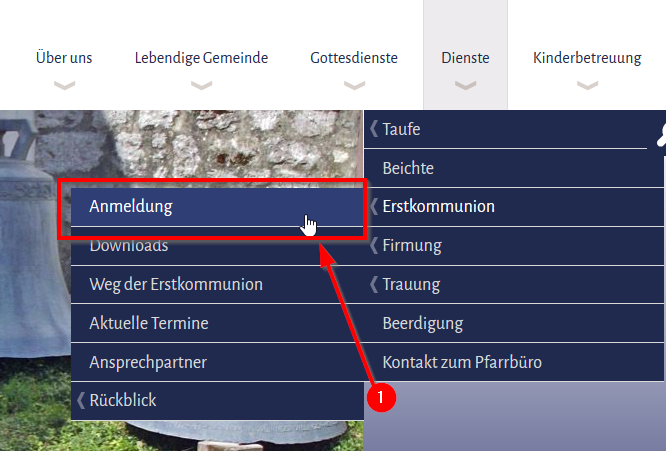 Über uns
Lebendige Gemeinde
Gottesdienste
Dienste
Kinderbetreuung
Taufe
Beichte
Erstkommunion
Firmung
Trauung
Beerdigung
Kontakt zum Pfarrbüro
Anmeldung
Downloads
Weg der Erstkommunion
Aktuelle Termine
Ansprechpartner
Rückblick
1